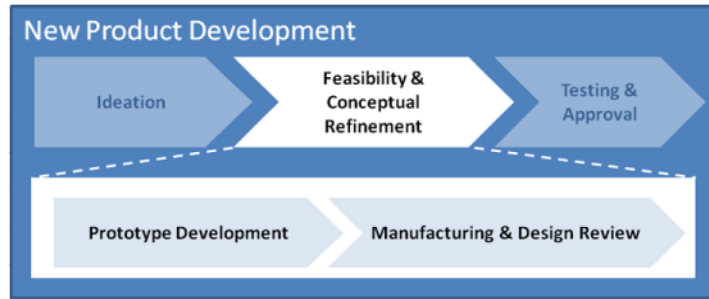 New Product Development
Ideation
Feasibility &
Conceptual
Refinement
Testing &
Approval
Prototype Development
Manufacturing & Design Review